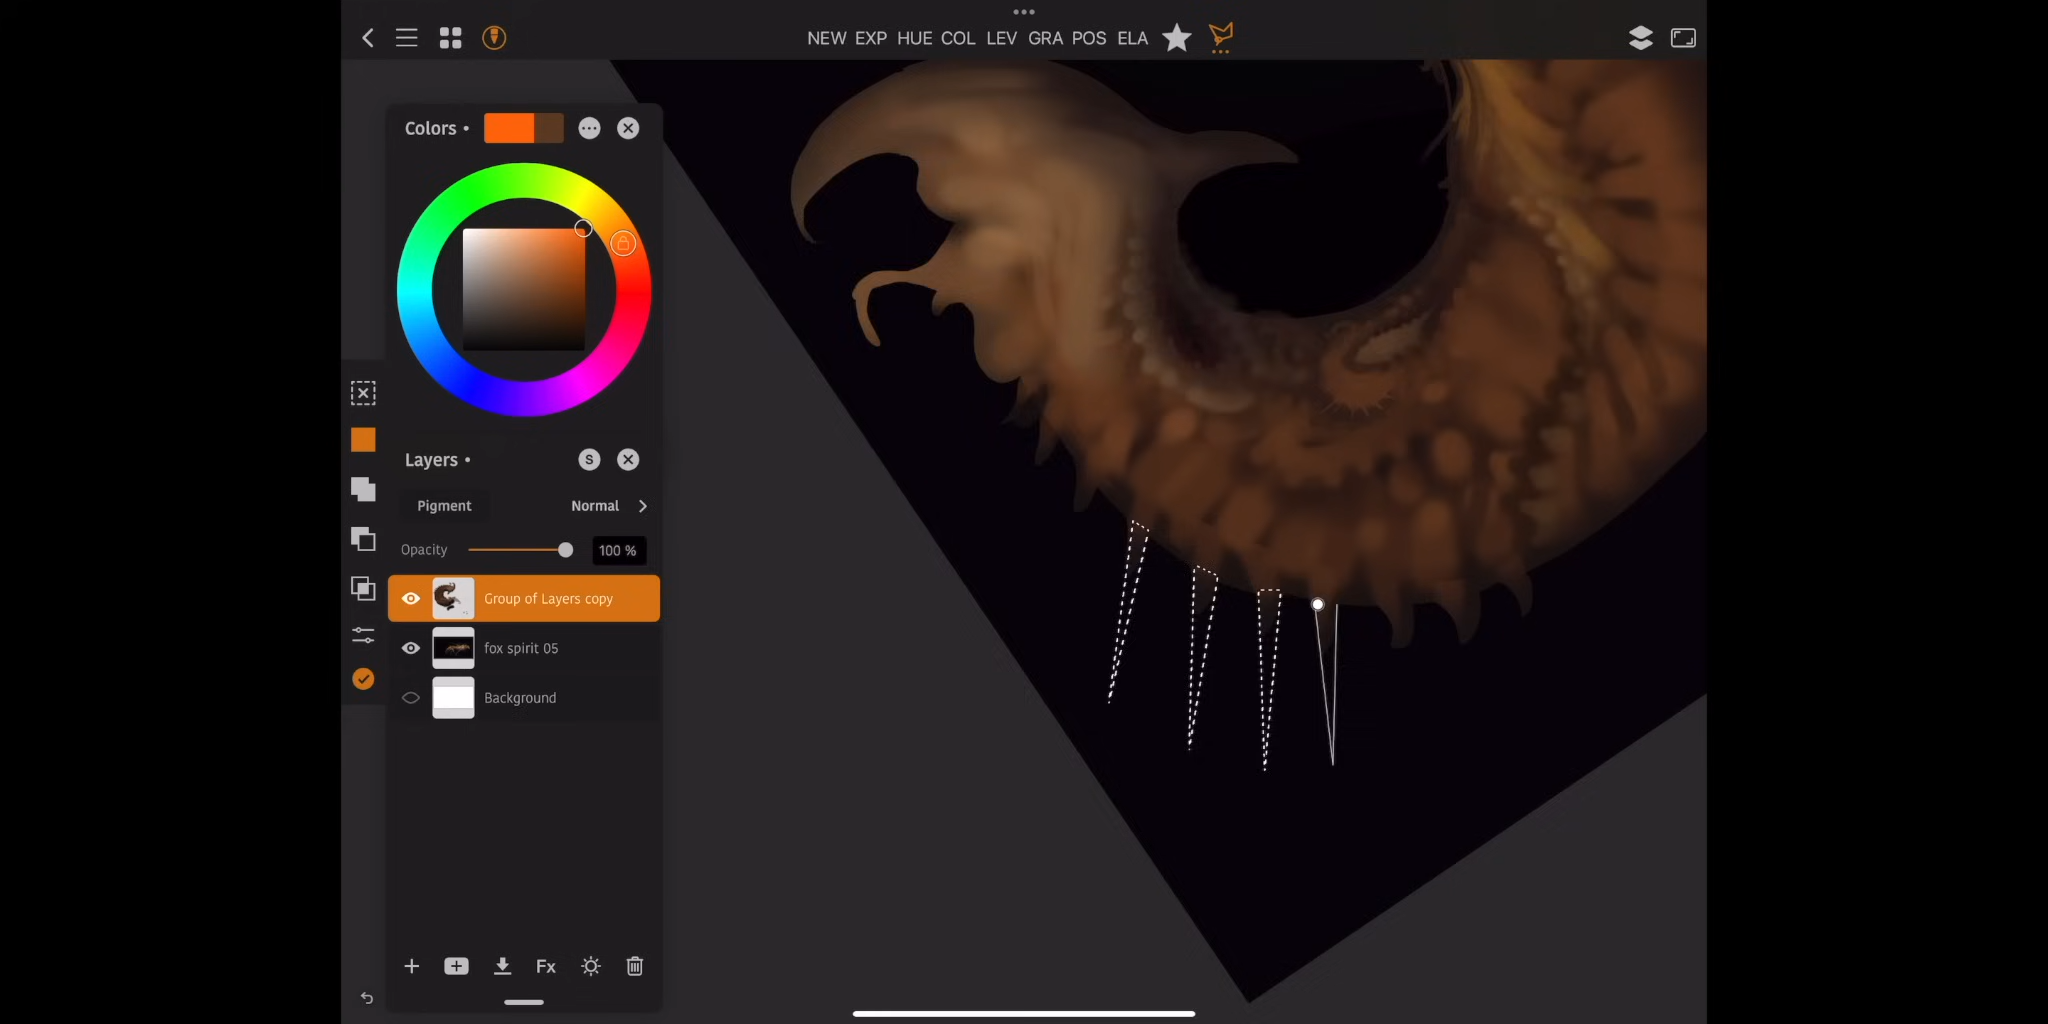 NEW EXP HUE COL LEV GRA POS ELA
Colors •
Layers •
S
Pigment
Normal
Opacity
100 %
Group of Layers copy
fox spirit 05
Background
Fx